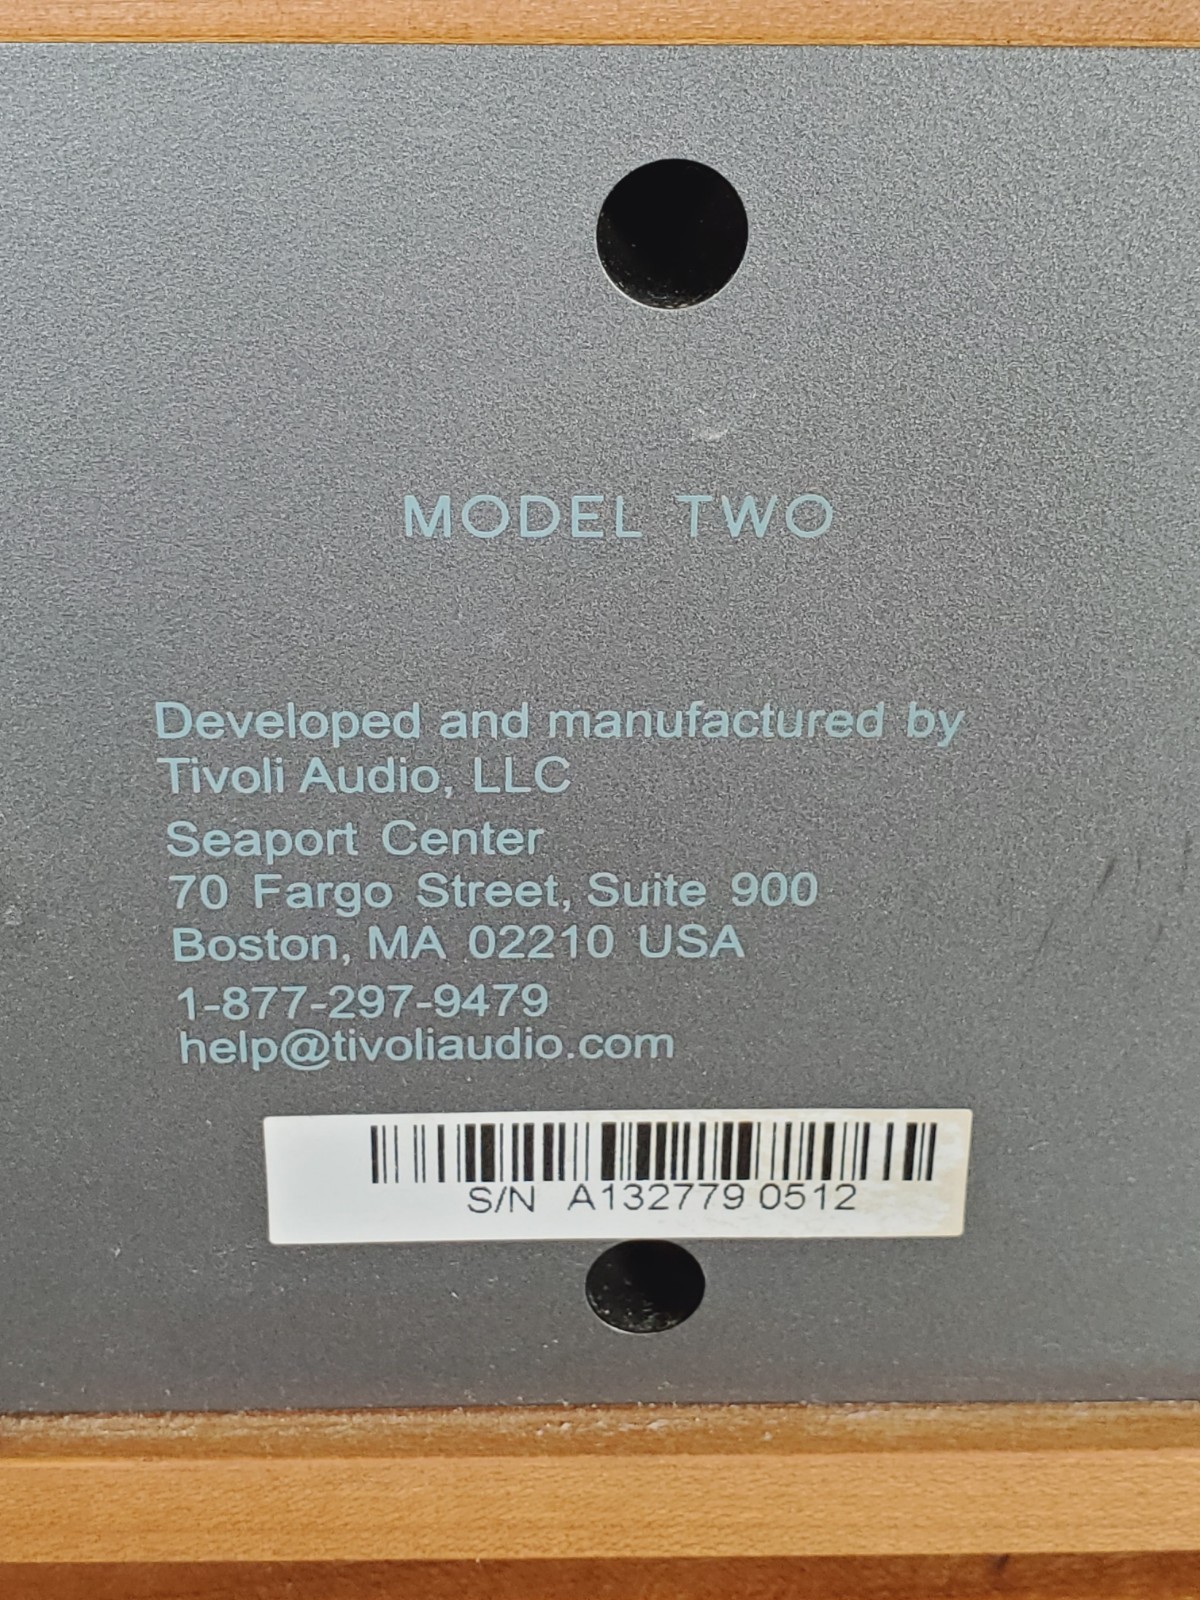 MODEL TWO
Developed and manufactured by
Tivoli Audio, LLC
Seaport Center
70 Fargo Street, Suite 900
Boston, MA 02210 USA
1-877-297-9479
help@tivoliaudio.com
S/N A132779 0512